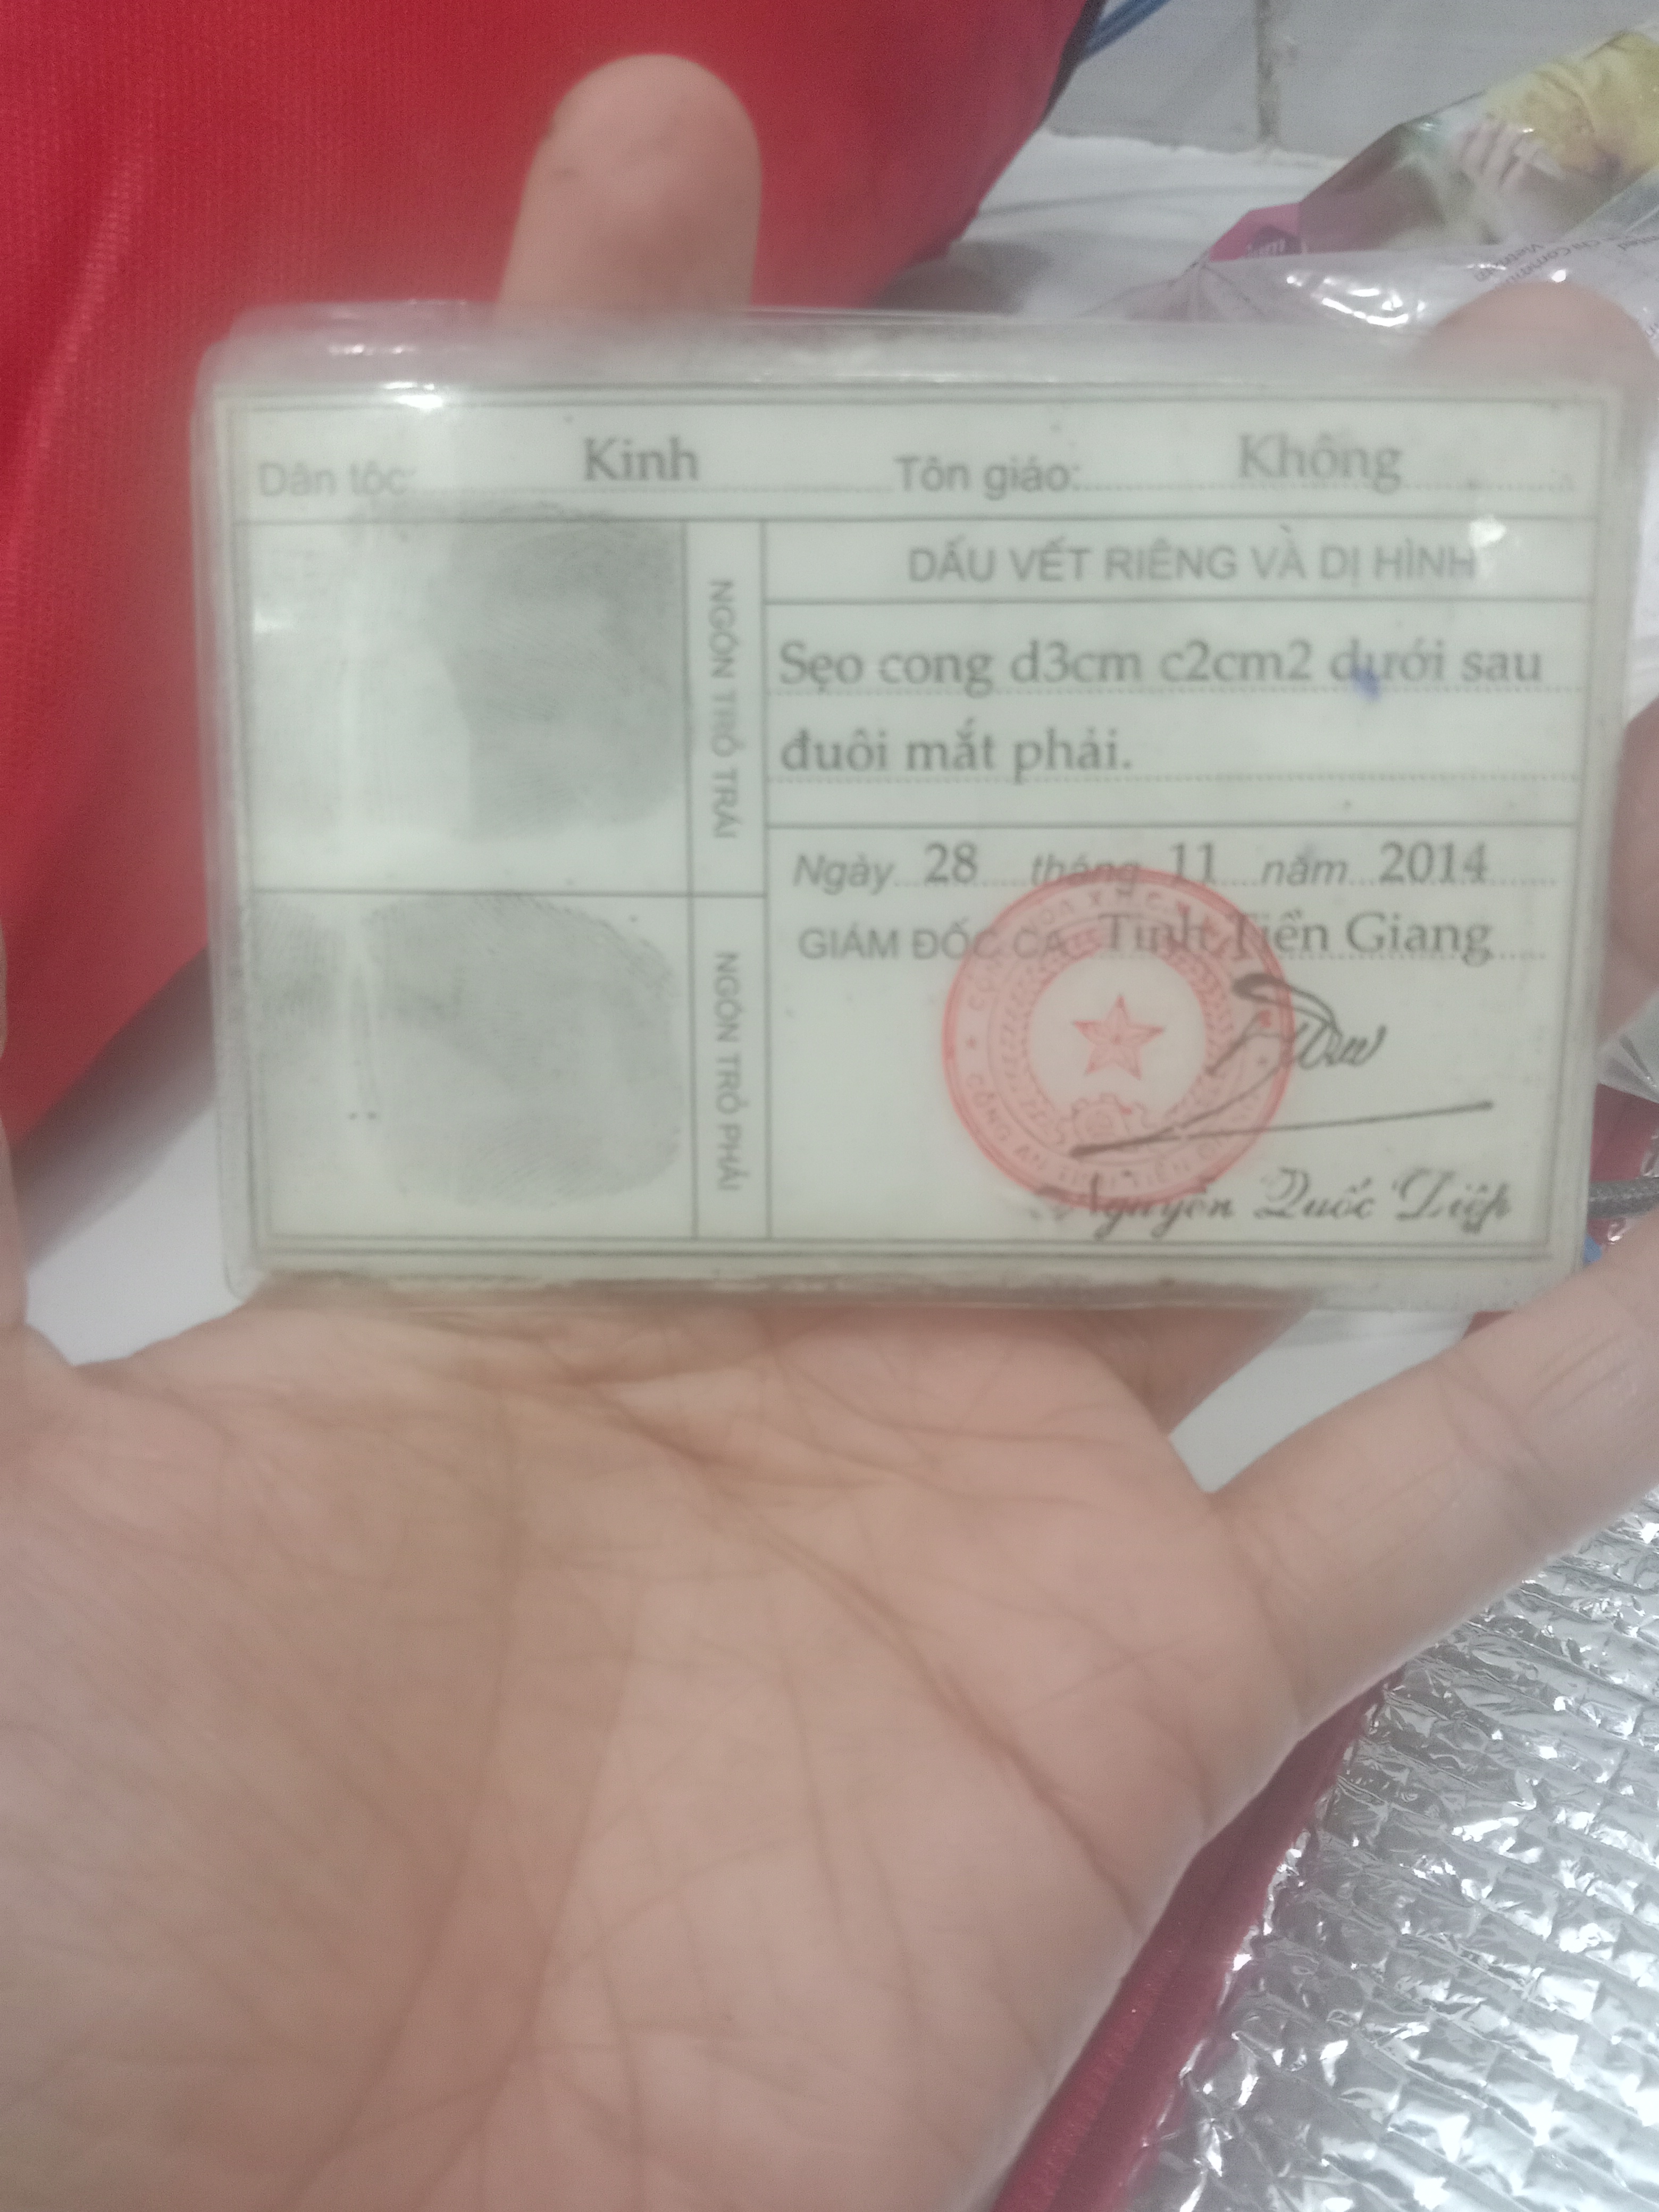 Dân tộc: Kinh Tôn giáo: Không
NGÓN TRỎ TRÁI
DẤU VẾT RIÊNG VÀ DỊ HÌNH
Sẹo cong d3cm c2cm2 dưới sau
đuôi mắt phải.
NGÓN TRỎ PHẢI
Ngày 28 tháng 11 năm 2014
GIÁM ĐỐC CA Tỉnh Tiền Giang
CÔNG AN
Nguyễn Quốc Điệp